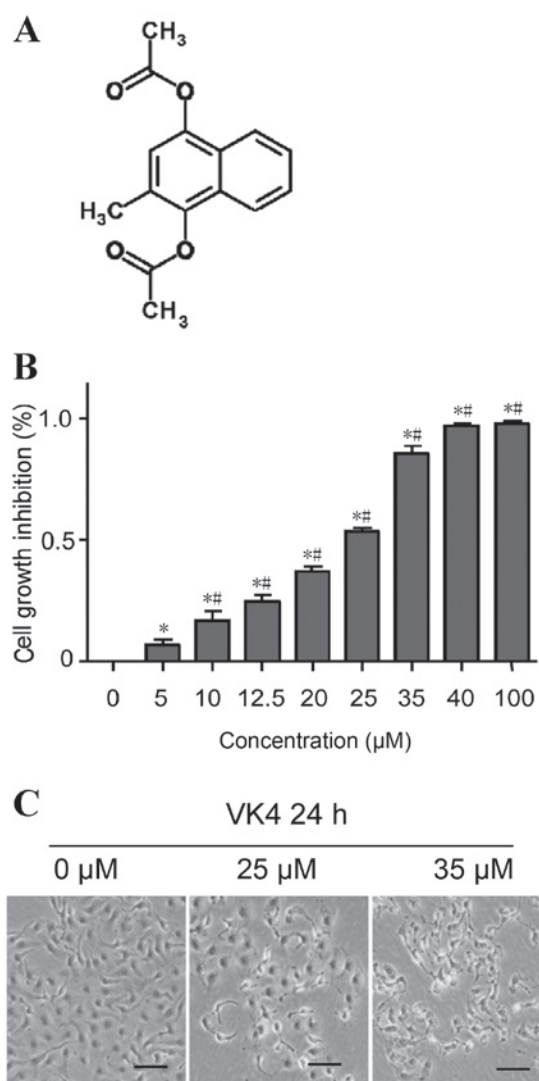 A
CH₃
O
O
H₃C
O
O
CH₃
B
Cell growth inhibition (%)
1.0
0.5
0
*
*#
*#
*#
*#
*#
*#
*#
0 5 10 12.5 20 25 35 40 100
Concentration (µM)
C
VK4 24 h
0 µM 25 µM 35 µM